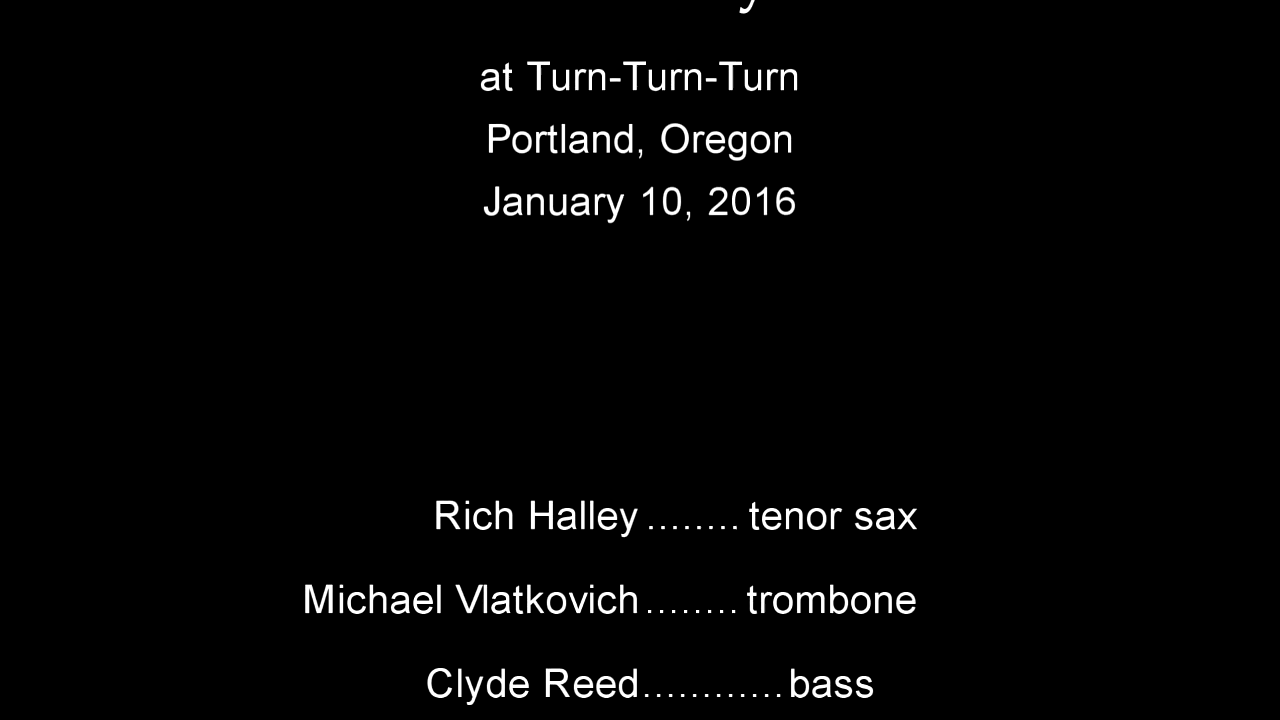 at Turn-Turn-Turn
Portland, Oregon
January 10, 2016
Rich Halley ........ tenor sax
Michael Vlatkovich ........ trombone
Clyde Reed ............ bass